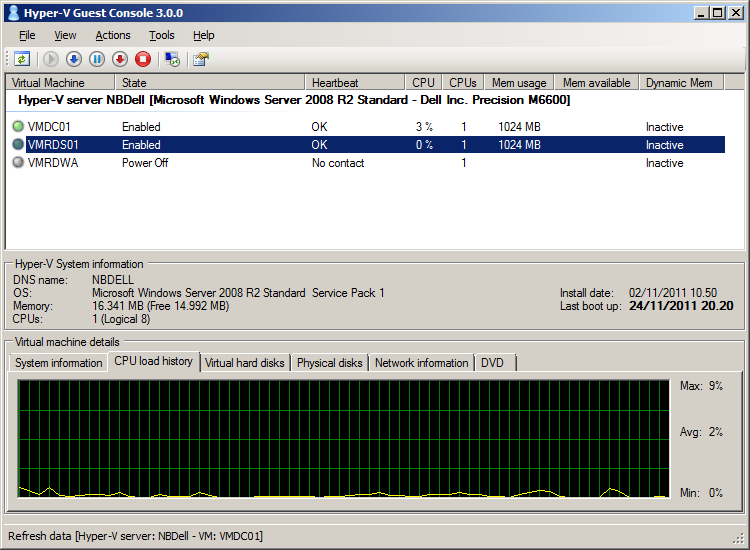 Hyper-V Guest Console 3.0.0
File View Actions Tools Help
Virtual Machine State Heartbeat CPU CPUs Mem usage Mem available Dynamic Mem
Hyper-V server NBDell [Microsoft Windows Server 2008 R2 Standard - Dell Inc. Precision M6600]
VMDC01 Enabled OK 3 % 1 1024 MB Inactive
VMRDS01 Enabled OK 0 % 1 1024 MB Inactive
VMRDWA Power Off No contact 1 Inactive
Hyper-V System information
DNS name: NBDELL
OS: Microsoft Windows Server 2008 R2 Standard Service Pack 1 Install date: 02/11/2011 10.50
Memory: 16.341 MB (Free 14.992 MB) Last boot up: 24/11/2011 20.20
CPUs: 1 (Logical 8)
Virtual machine details
System information CPU load history Virtual hard disks Physical disks Network information DVD
Max: 9%
Avg: 2%
Min: 0%
Refresh data [Hyper-V server: NBDell - VM: VMDC01]